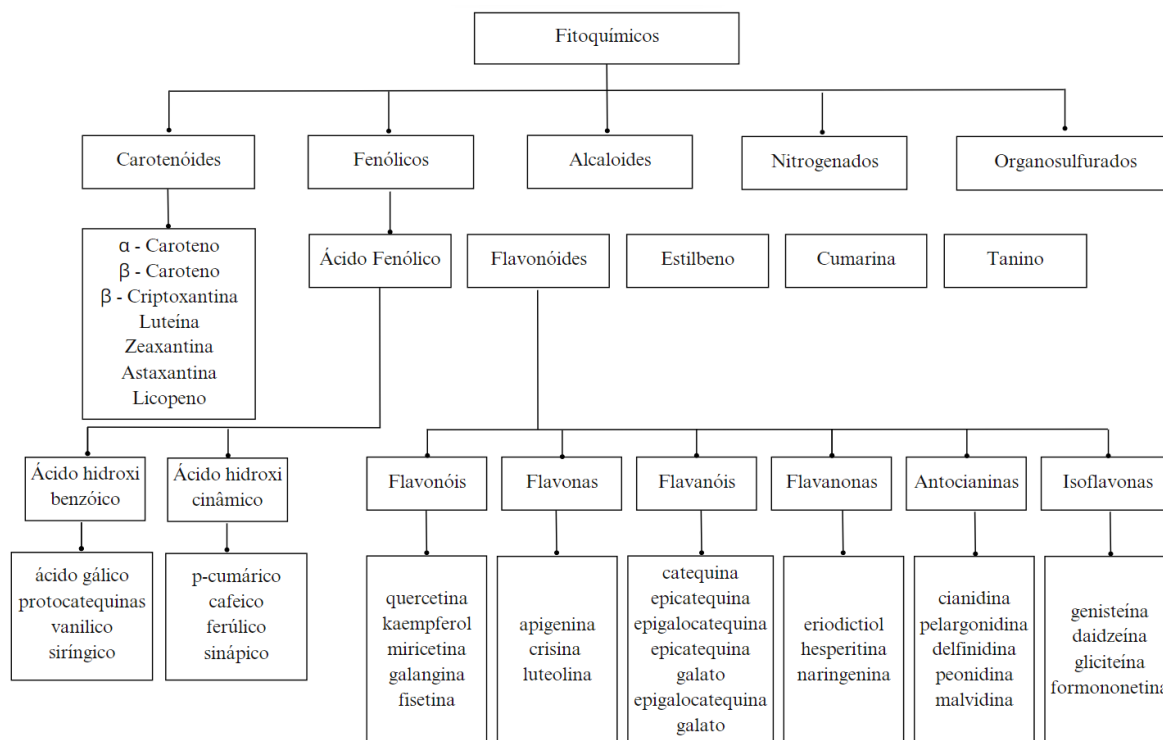 Fitoquímicos
Carotenóides
Fenólicos
Alcaloides
Nitrogenados
Organosulfurados
α - Caroteno
β - Caroteno
β - Criptoxantina
Luteína
Zeaxantina
Astaxantina
Licopeno
Ácido Fenólico
Flavonóides
Estilbeno
Cumarina
Tanino
Ácido hidroxi
benzóico
Ácido hidroxi
cinâmico
Flavonóis
Flavonas
Flavanóis
Flavanonas
Antocianinas
Isoflavonas
ácido gálico
protocatequinas
vanilico
siríngico
p-cumárico
cafeico
ferúlico
sinápico
quercetina
kaempferol
miricetina
galangina
fisetina
apigenina
crisina
luteolina
catequina
epicatequina
epigalocatequina
epicatequina
galato
epigalocatequina
galato
eriodictiol
hesperitina
naringenina
cianidina
pelargonidina
delfinidina
peonidina
malvidina
genisteína
daidzeína
gliciteína
formononetina